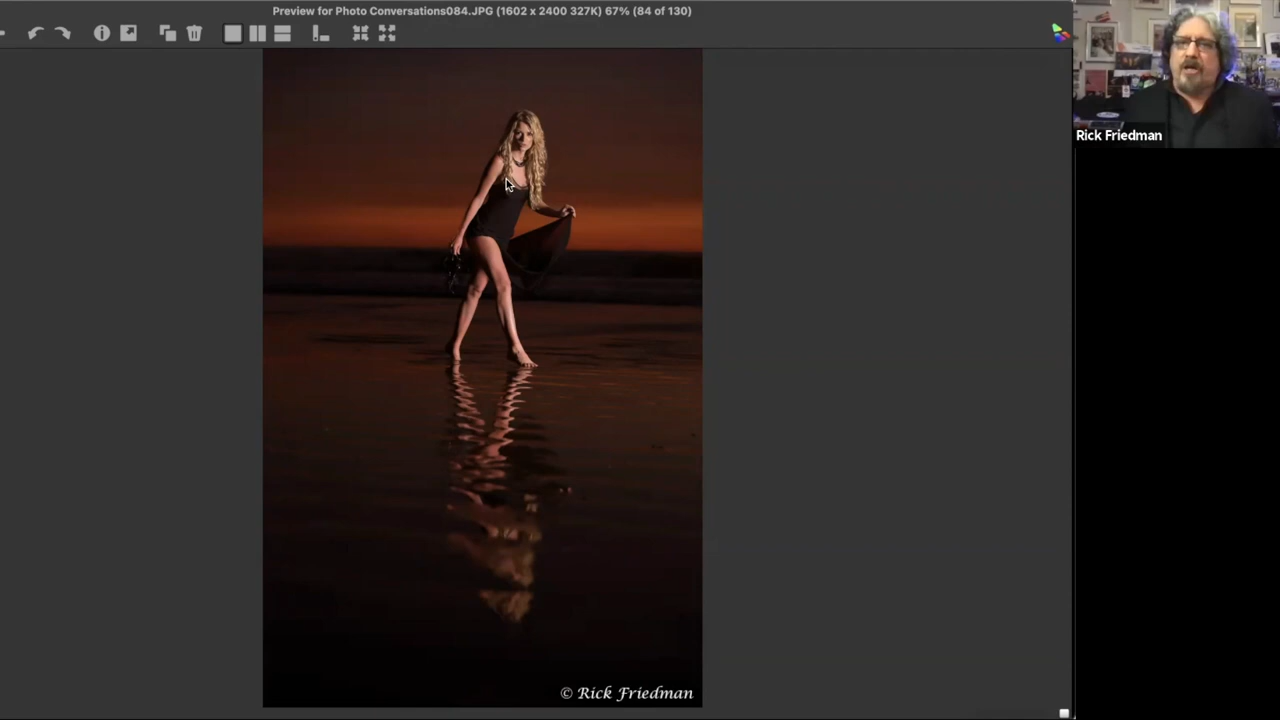 Preview for Photo Conversations084.JPG (1602 x 2400 327K) 67% (84 of 130)
Rick Friedman
© Rick Friedman